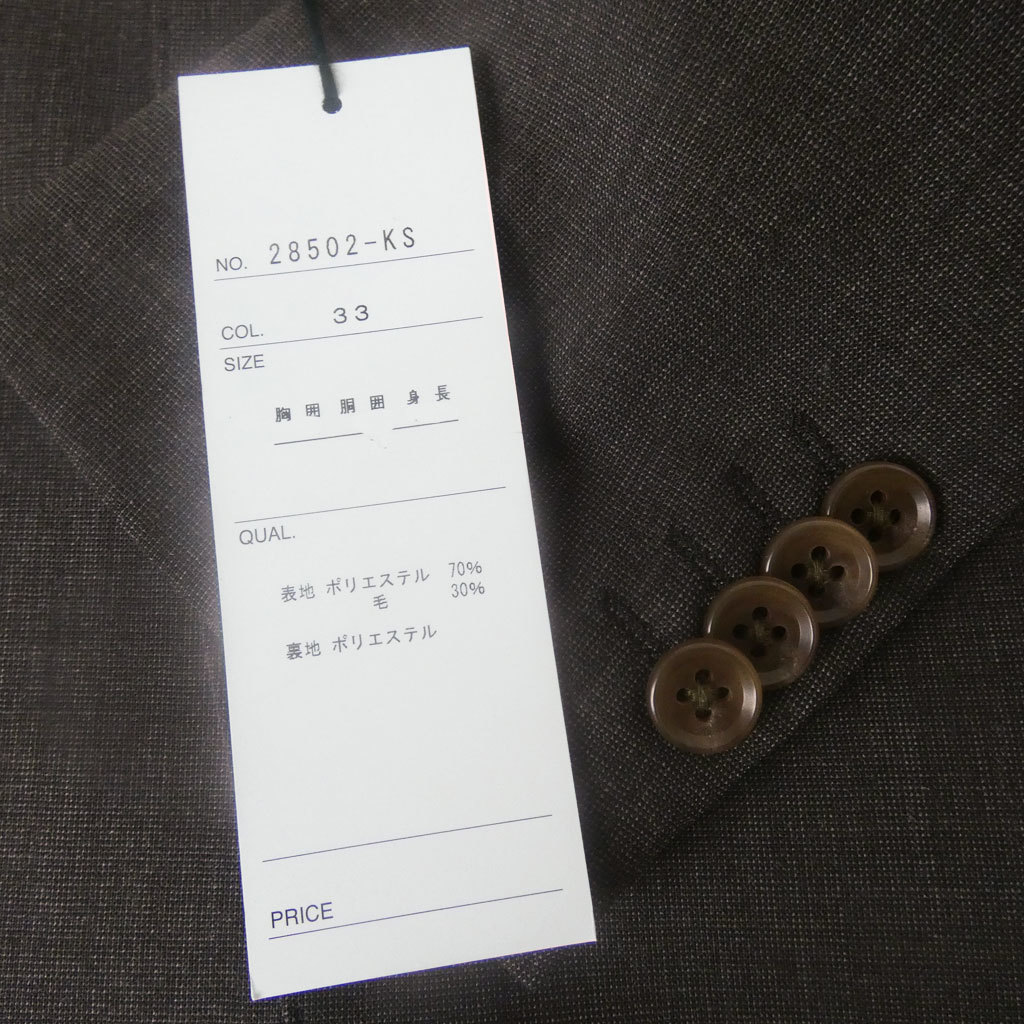 NO. 28502-KS
COL. 33
SIZE
胸囲 胴囲 身長
QUAL.
表地 ポリエステル 70%
毛 30%
裏地 ポリエステル
PRICE